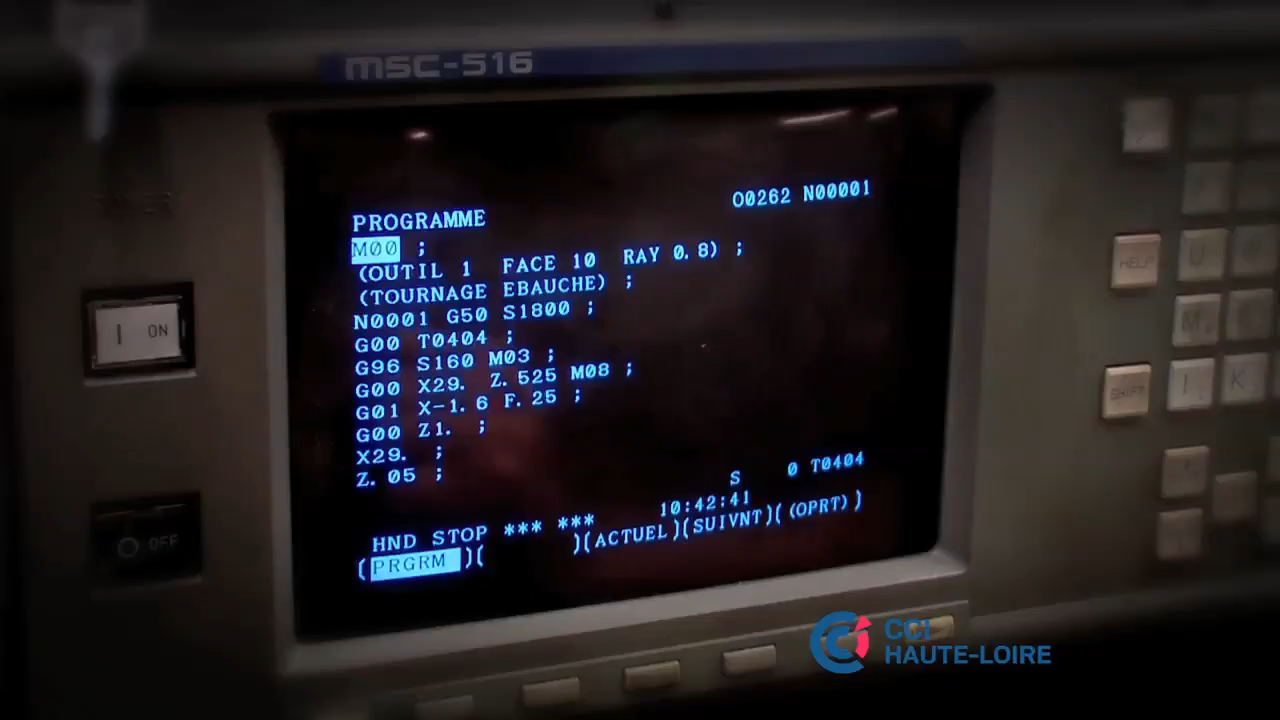 MSC-516
O0262 N00001
PROGRAMME
M00 ;
(OUTIL 1 FACE 10 RAY 0.8) ;
(TOURNAGE EBAUCHE) ;
N0001 G50 S1800 ;
G00 T0404 ;
G96 S160 M03 ;
G00 X29. Z.525 M08 ;
G01 X-1.6 F.25 ;
G00 Z1. ;
X29. ;
Z.05 ;
S 0 T0404
10:42:41
HND STOP *** ***
(PRGRM )( )(ACTUEL)(SUIVNT)( (OPRT) )
I ON
O OFF
HELP
SHIFT
U
M
I
K
CCI
HAUTE-LOIRE